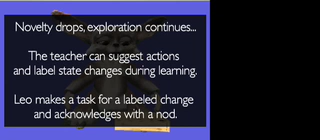 Novelty drops, exploration continues...
The teacher can suggest actions
and label state changes during learning.
Leo makes a task for a labeled change
and acknowledges with a nod.